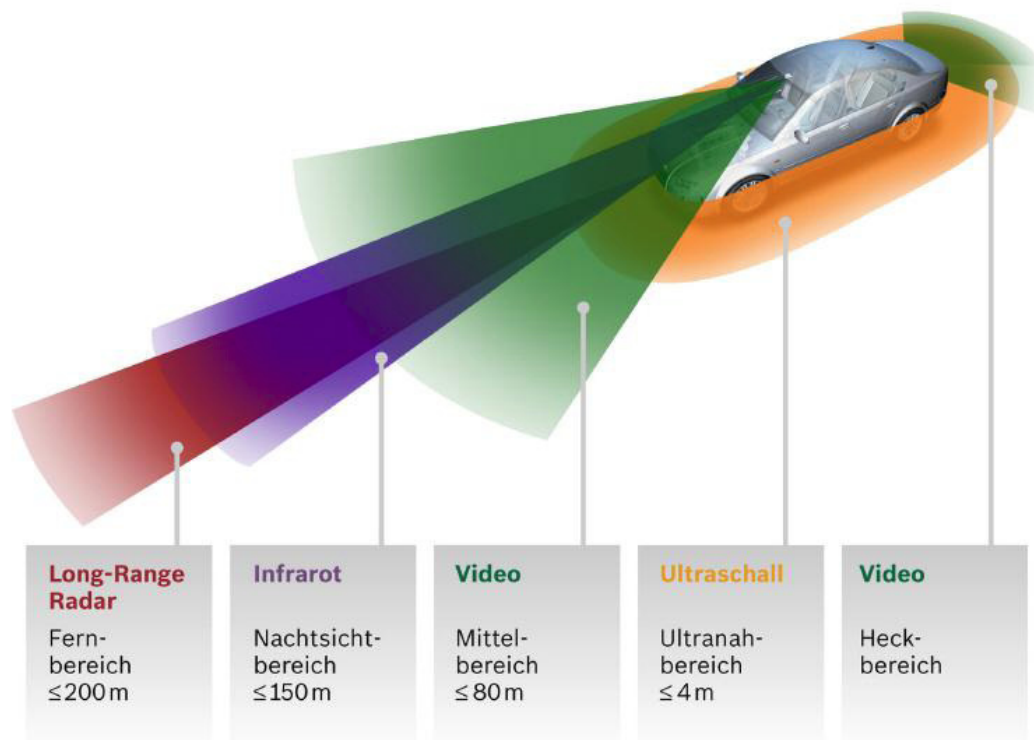 Long-Range
Radar
Fern-
bereich
≤200 m
Infrarot
Nachtsicht-
bereich
≤150 m
Video
Mittel-
bereich
≤80 m
Ultraschall
Ultranah-
bereich
≤ 4 m
Video
Heck-
bereich